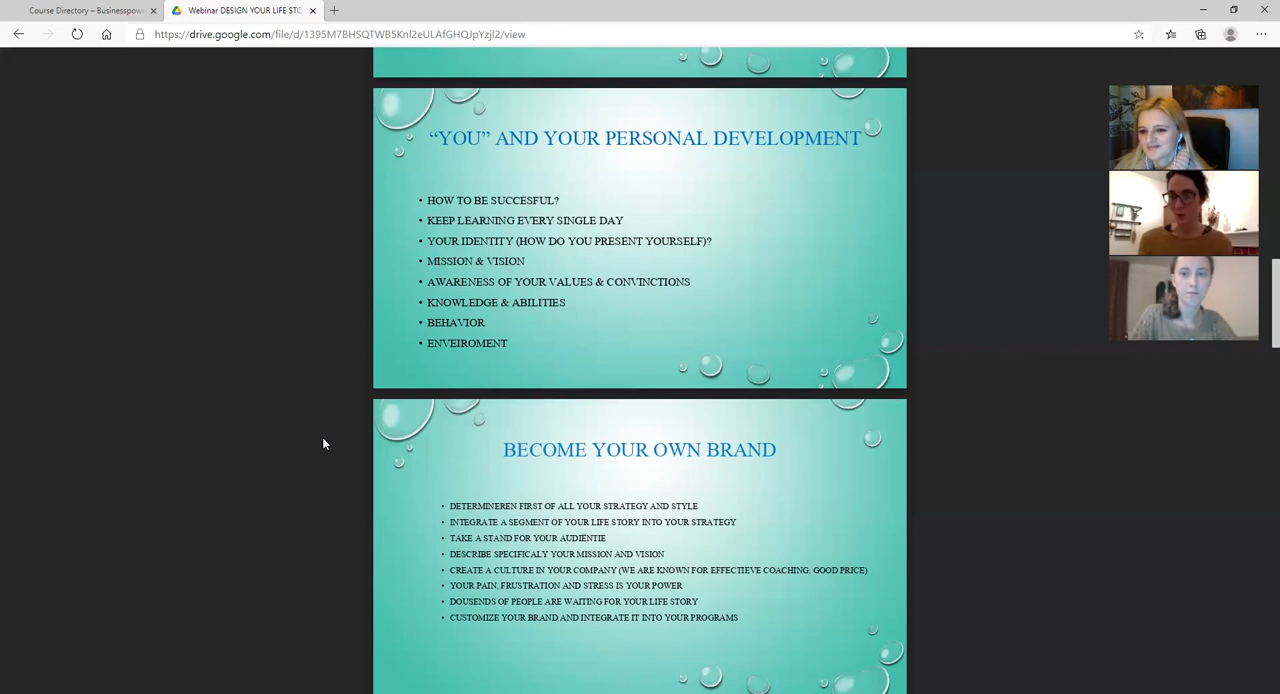 Course Directory – Businesspow
Webinar DESIGN YOUR LIFE STO
https://drive.google.com/file/d/1395M7BHSQTWB5Knl2eULAfGHQJpYzjl2/view
“YOU” AND YOUR PERSONAL DEVELOPMENT
• HOW TO BE SUCCESFUL?
• KEEP LEARNING EVERY SINGLE DAY
• YOUR IDENTITY (HOW DO YOU PRESENT YOURSELF)?
• MISSION & VISION
• AWARENESS OF YOUR VALUES & CONVINCTIONS
• KNOWLEDGE & ABILITIES
• BEHAVIOR
• ENVEIROMENT
BECOME YOUR OWN BRAND
• DETERMINEREN FIRST OF ALL YOUR STRATEGY AND STYLE
• INTEGRATE A SEGMENT OF YOUR LIFE STORY INTO YOUR STRATEGY
• TAKE A STAND FOR YOUR AUDIËNTIE
• DESCRIBE SPECIFICALY YOUR MISSION AND VISION
• CREATE A CULTURE IN YOUR COMPANY (WE ARE KNOWN FOR EFFECTIEVE COACHING, GOOD PRICE)
• YOUR PAIN, FRUSTRATION AND STRESS IS YOUR POWER
• DOUSENDS OF PEOPLE ARE WAITING FOR YOUR LIFE STORY
• CUSTOMIZE YOUR BRAND AND INTEGRATE IT INTO YOUR PROGRAMS